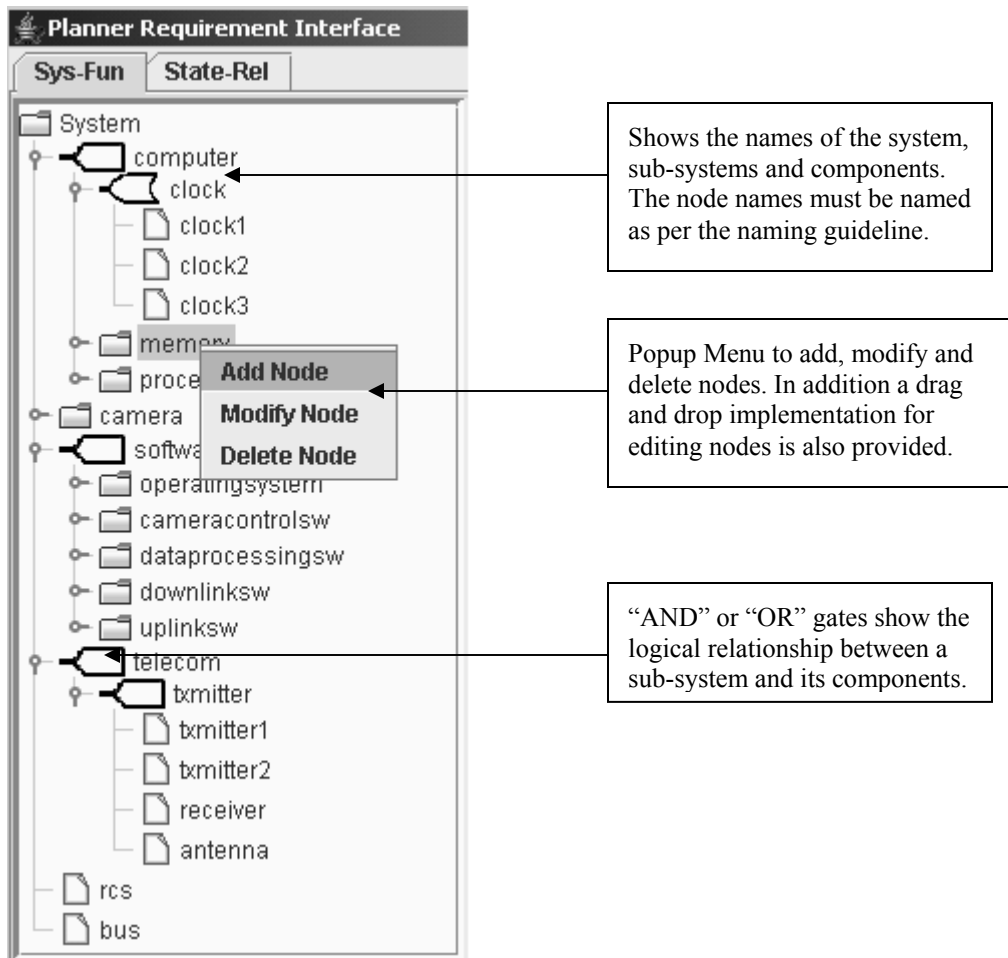 Planner Requirement Interface
Sys-Fun State-Rel
System
computer
clock
clock1
clock2
clock3
memory
proce
camera
softwa
operatingsystem
cameracontrolsw
dataprocessingsw
downlinksw
uplinksw
telecom
txmitter
txmitter1
txmitter2
receiver
antenna
rcs
bus
Add Node
Modify Node
Delete Node
Shows the names of the system,
sub-systems and components.
The node names must be named
as per the naming guideline.
Popup Menu to add, modify and
delete nodes. In addition a drag
and drop implementation for
editing nodes is also provided.
“AND” or “OR” gates show the
logical relationship between a
sub-system and its components.